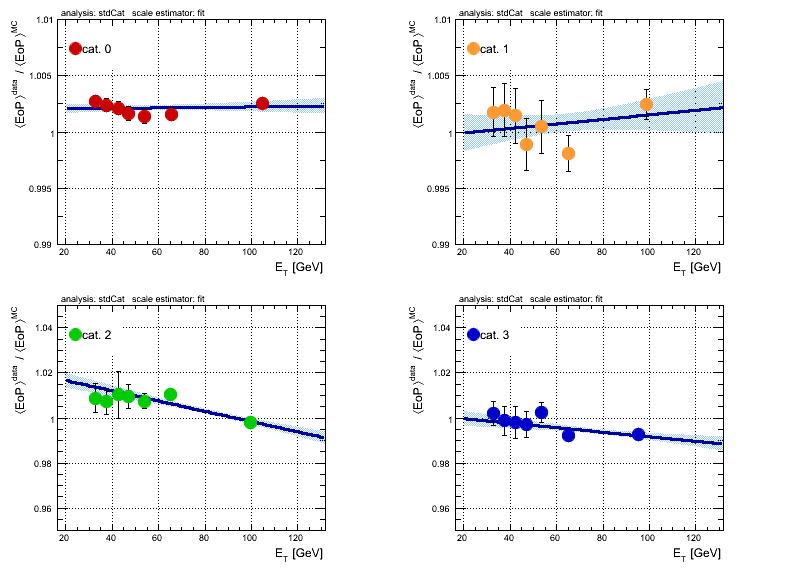 analysis: stdCat scale estimator: fit
⟨EoP⟩^data / ⟨EoP⟩^MC
1.01
1.005
1
0.995
0.99
cat. 0
20 40 60 80 100 120
E_T [GeV]
analysis: stdCat scale estimator: fit
⟨EoP⟩^data / ⟨EoP⟩^MC
1.01
1.005
1
0.995
0.99
cat. 1
20 40 60 80 100 120
E_T [GeV]
analysis: stdCat scale estimator: fit
⟨EoP⟩^data / ⟨EoP⟩^MC
1.04
1.02
1
0.98
0.96
cat. 2
20 40 60 80 100 120
E_T [GeV]
analysis: stdCat scale estimator: fit
⟨EoP⟩^data / ⟨EoP⟩^MC
1.04
1.02
1
0.98
0.96
cat. 3
20 40 60 80 100 120
E_T [GeV]